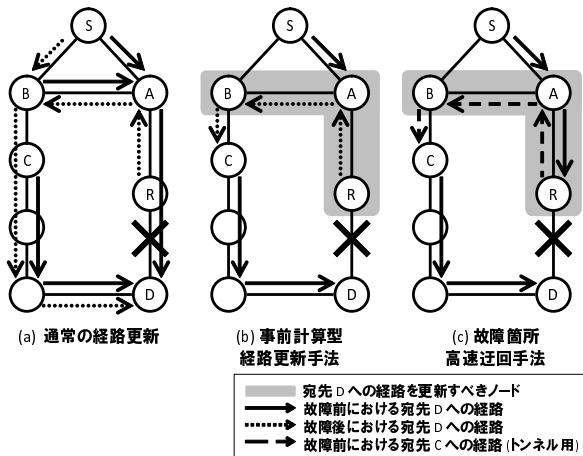 S
S
S
B
A
B
A
B
A
C
C
C
R
R
R
D
D
D
(a) 通常の経路更新
(b) 事前計算型
経路更新手法
(c) 故障箇所
高速迂回手法
宛先 D への経路を更新すべきノード
故障前における宛先 D への経路
故障後における宛先 D への経路
故障前における宛先 C への経路 (トンネル用)